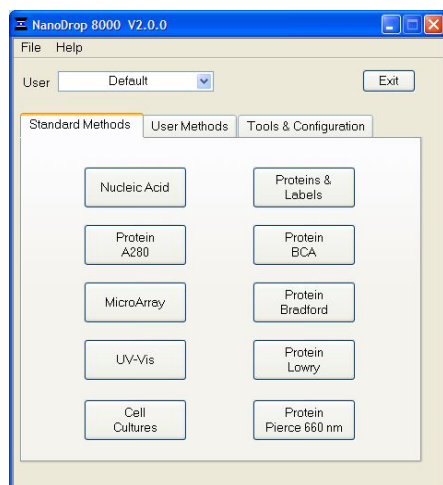 NanoDrop 8000 V2.0.0
File Help
User Default Exit
Standard Methods User Methods Tools & Configuration
Nucleic Acid
Proteins &
Labels
Protein
A280
Protein
BCA
MicroArray
Protein
Bradford
UV-Vis
Protein
Lowry
Cell
Cultures
Protein
Pierce 660 nm